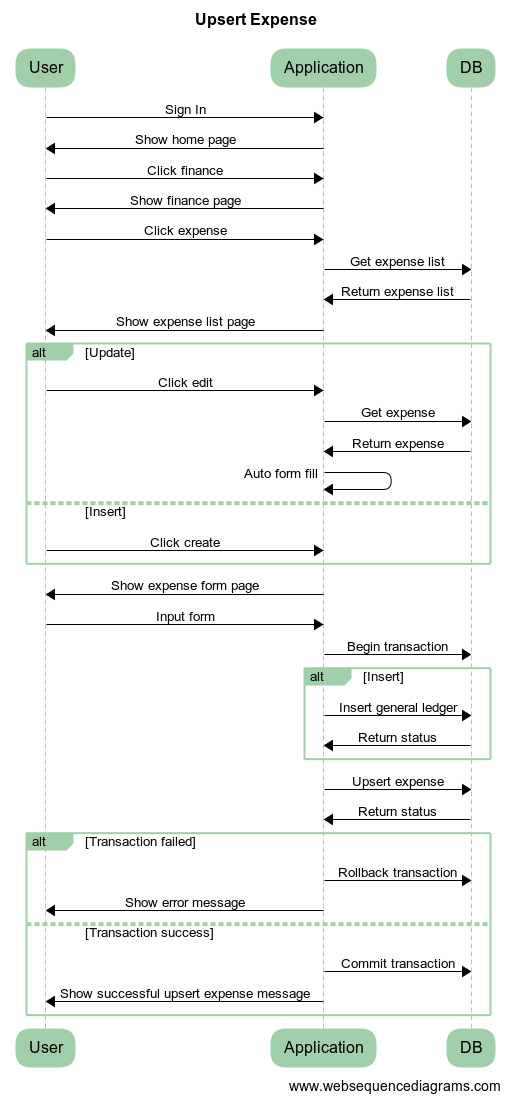 Upsert Expense
User
Application
DB
Sign In
Show home page
Click finance
Show finance page
Click expense
Get expense list
Return expense list
Show expense list page
alt
[Update]
Click edit
Get expense
Return expense
Auto form fill
[Insert]
Click create
Show expense form page
Input form
Begin transaction
alt
[Insert]
Insert general ledger
Return status
Upsert expense
Return status
alt
[Transaction failed]
Rollback transaction
Show error message
[Transaction success]
Commit transaction
Show successful upsert expense message
User
Application
DB
www.websequencediagrams.com